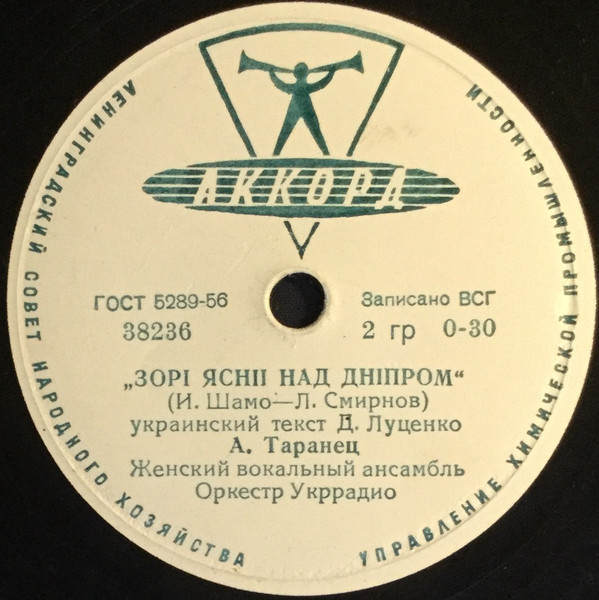 ЛЕНИНГРАДСКИЙ СОВЕТ НАРОДНОГО ХОЗЯЙСТВА
УПРАВЛЕНИЕ ХИМИЧЕСКОЙ ПРОМЫШЛЕННОСТИ
АККОРД
ГОСТ 5289-56
Записано ВСГ
38236
2 гр 0-30
„ЗОРІ ЯСНІІ НАД ДНІПРОМ“
(И. Шамо—Л. Смирнов)
украинский текст Д. Луценко
А. Таранец
Женский вокальный ансамбль
Оркестр Укррадио